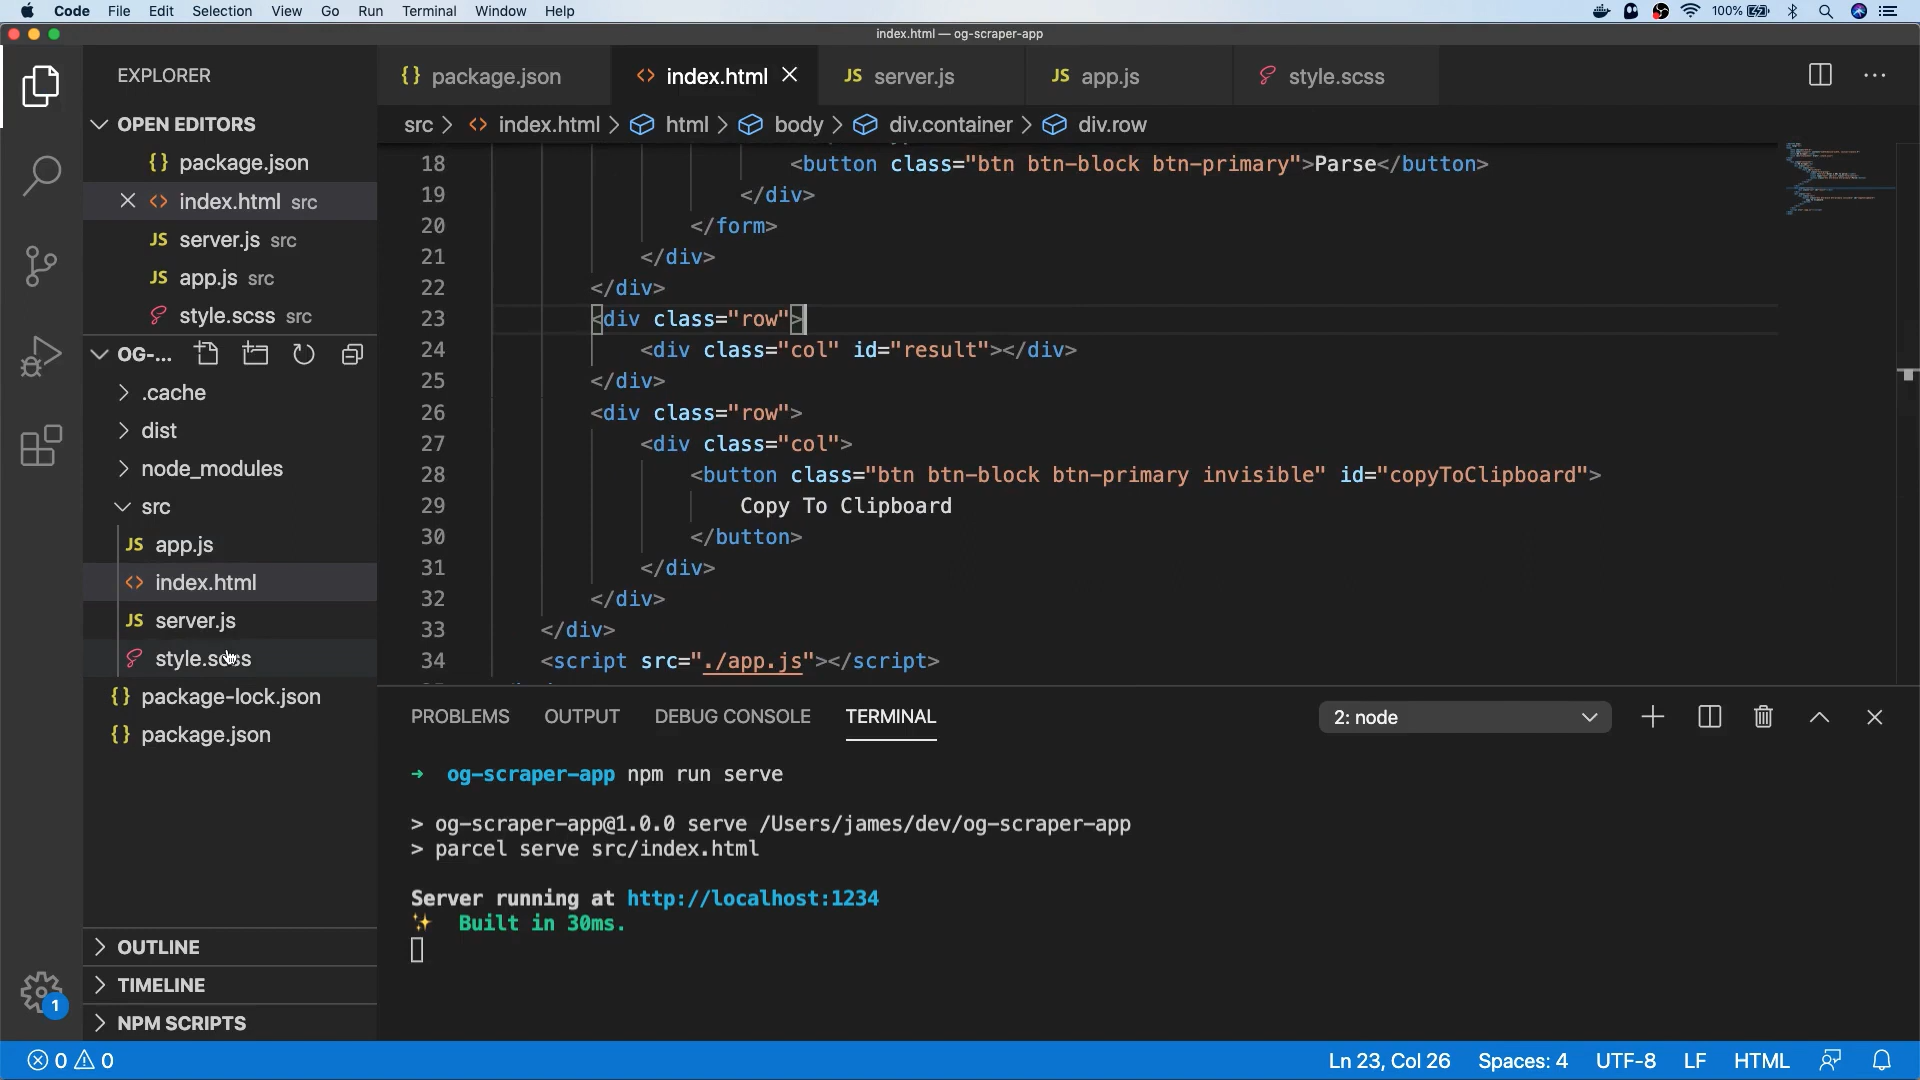 Code File Edit Selection View Go Run Terminal Window Help 100%
index.html — og-scraper-app
EXPLORER
OPEN EDITORS
{} package.json
<> index.html src
JS server.js src
JS app.js src
style.scss src
OG-...
.cache
dist
node_modules
src
JS app.js
<> index.html
JS server.js
style.scss
{} package-lock.json
{} package.json
OUTLINE
TIMELINE
NPM SCRIPTS
1
{} package.json <> index.html JS server.js JS app.js style.scss
src > <> index.html > html > body > div.container > div.row
18 <button class="btn btn-block btn-primary">Parse</button>
19 </div>
20 </form>
21 </div>
22 </div>
23 <div class="row">
24 <div class="col" id="result"></div>
25 </div>
26 <div class="row">
27 <div class="col">
28 <button class="btn btn-block btn-primary invisible" id="copyToClipboard">
29 Copy To Clipboard
30 </button>
31 </div>
32 </div>
33 </div>
34 <script src="./app.js"></script>
PROBLEMS OUTPUT DEBUG CONSOLE TERMINAL 2: node
→ og-scraper-app npm run serve
> og-scraper-app@1.0.0 serve /Users/james/dev/og-scraper-app
> parcel serve src/index.html
Server running at http://localhost:1234
✨ Built in 30ms.
0 0 Ln 23, Col 26 Spaces: 4 UTF-8 LF HTML